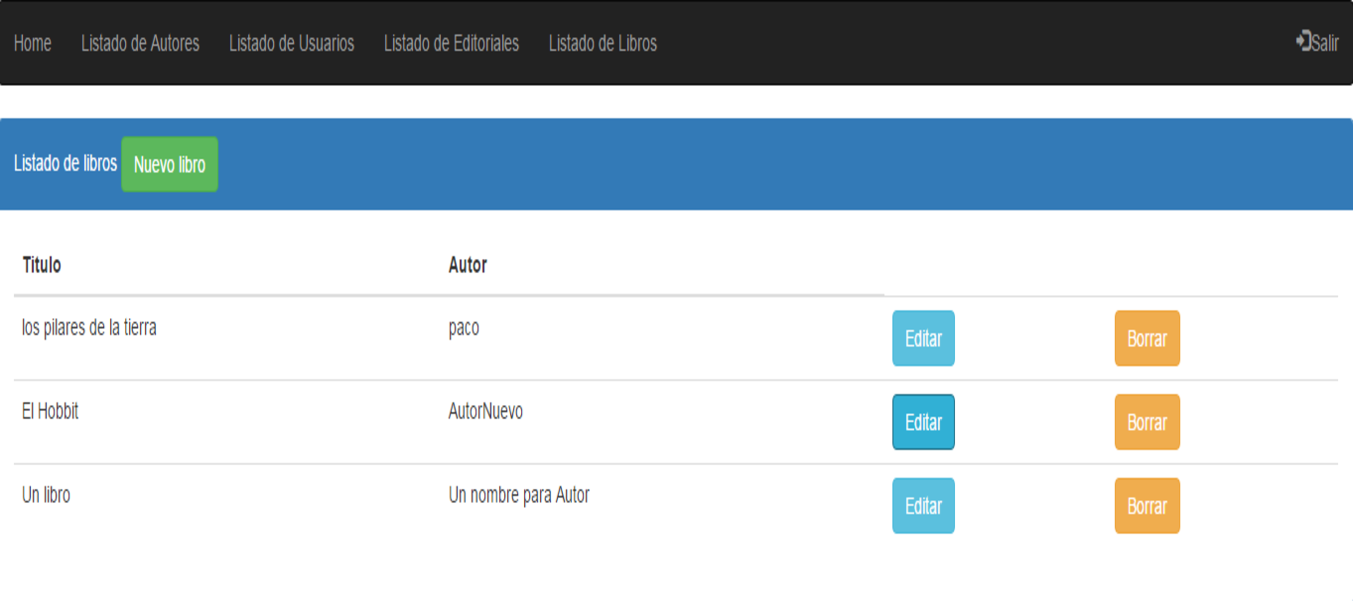 Home Listado de Autores Listado de Usuarios Listado de Editoriales Listado de Libros Salir
Listado de libros Nuevo libro
Titulo Autor
los pilares de la tierra paco Editar Borrar
El Hobbit AutorNuevo Editar Borrar
Un libro Un nombre para Autor Editar Borrar